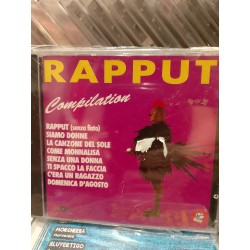 RAPPUT
Compilation
RAPPUT (senza fiato)
SIAMO DONNE
LA CANZONE DEL SOLE
COME MONNALISA
SENZA UNA DONNA
TI SPACCO LA FACCIA
C'ERA UN RAGAZZO
DOMENICA D'AGOSTO
BLUVERTIGO